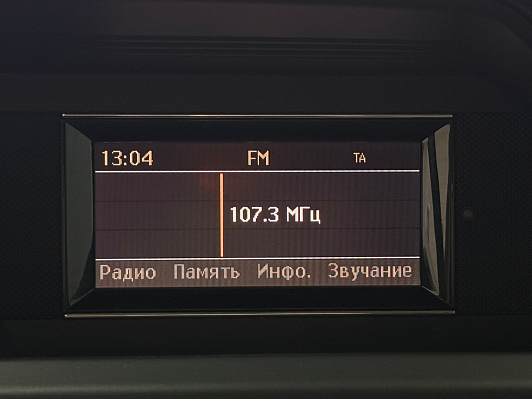 13:04 FM TA
107.3 МГц
Радио Память Инфо. Звучание